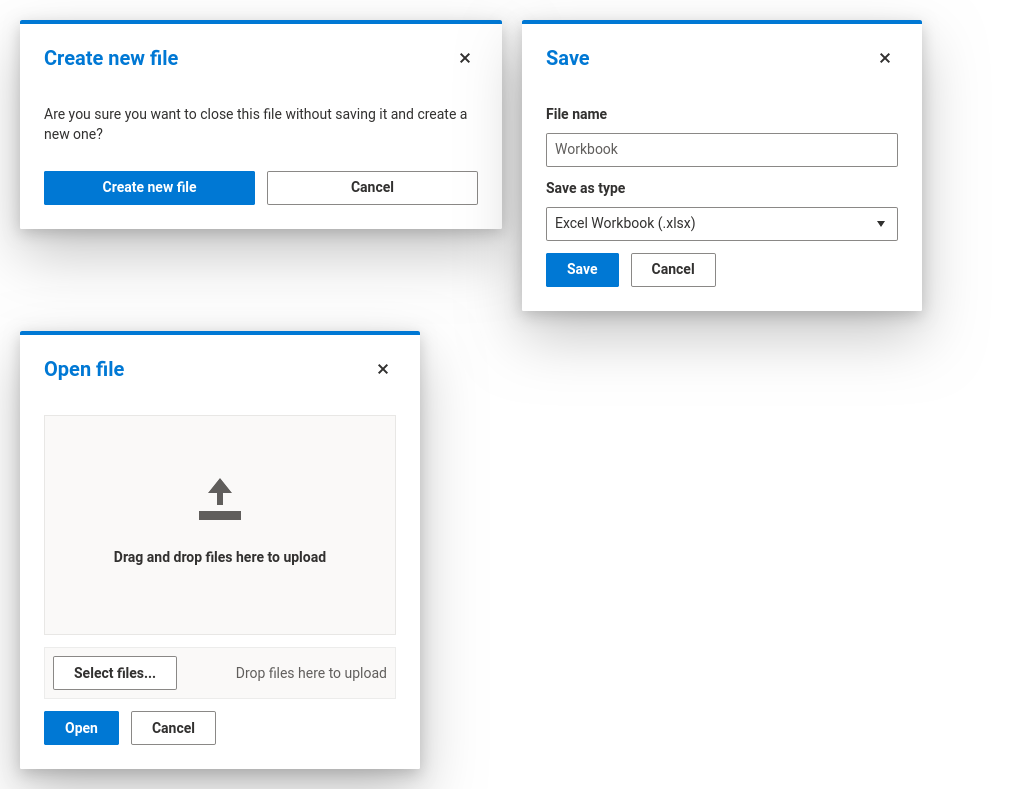 Create new file
Are you sure you want to close this file without saving it and create a
new one?
Create new file
Cancel
Save
File name
Workbook
Save as type
Excel Workbook (.xlsx)
Save
Cancel
Open file
Drag and drop files here to upload
Select files...
Drop files here to upload
Open
Cancel